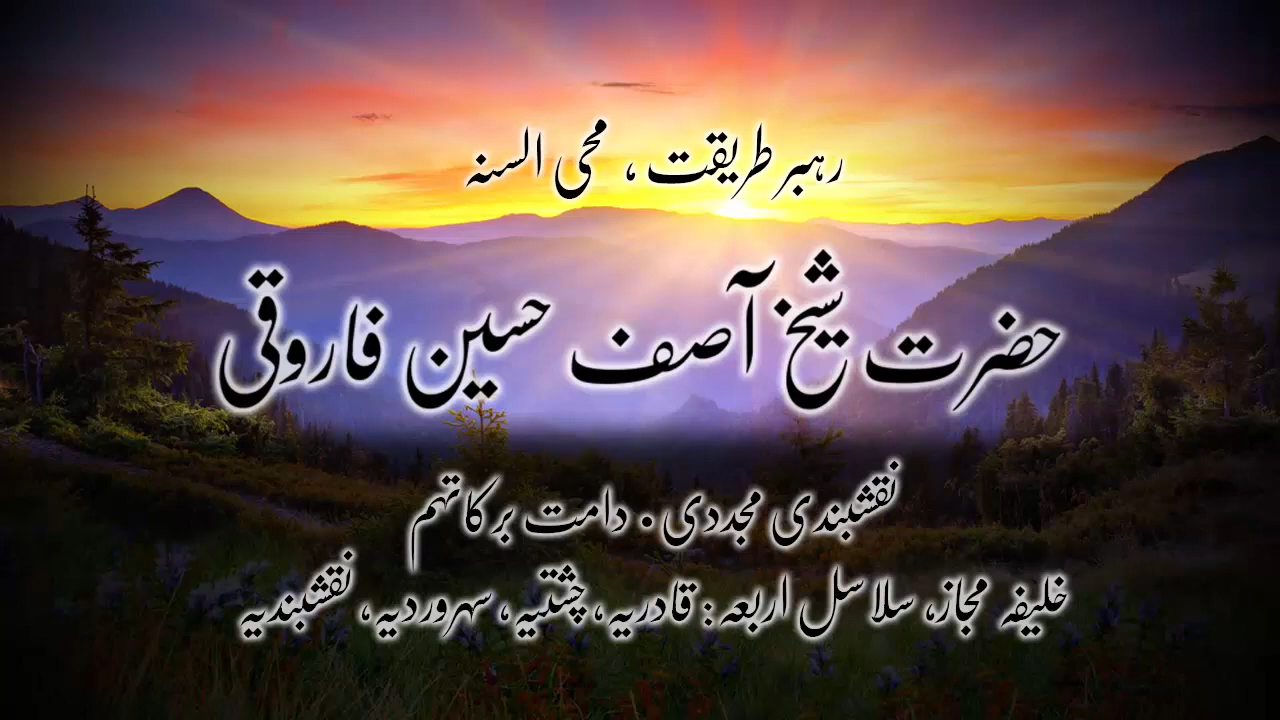 رہبر طریقت ، محی السنہ
حضرت شیخ آصف حسین فاروقی
نقشبندی مجددی . دامت برکاتہم
خلیفہ مجاز، سلاسل اربعہ: قادریہ، چشتیہ، سہروردیہ، نقشبندیہ